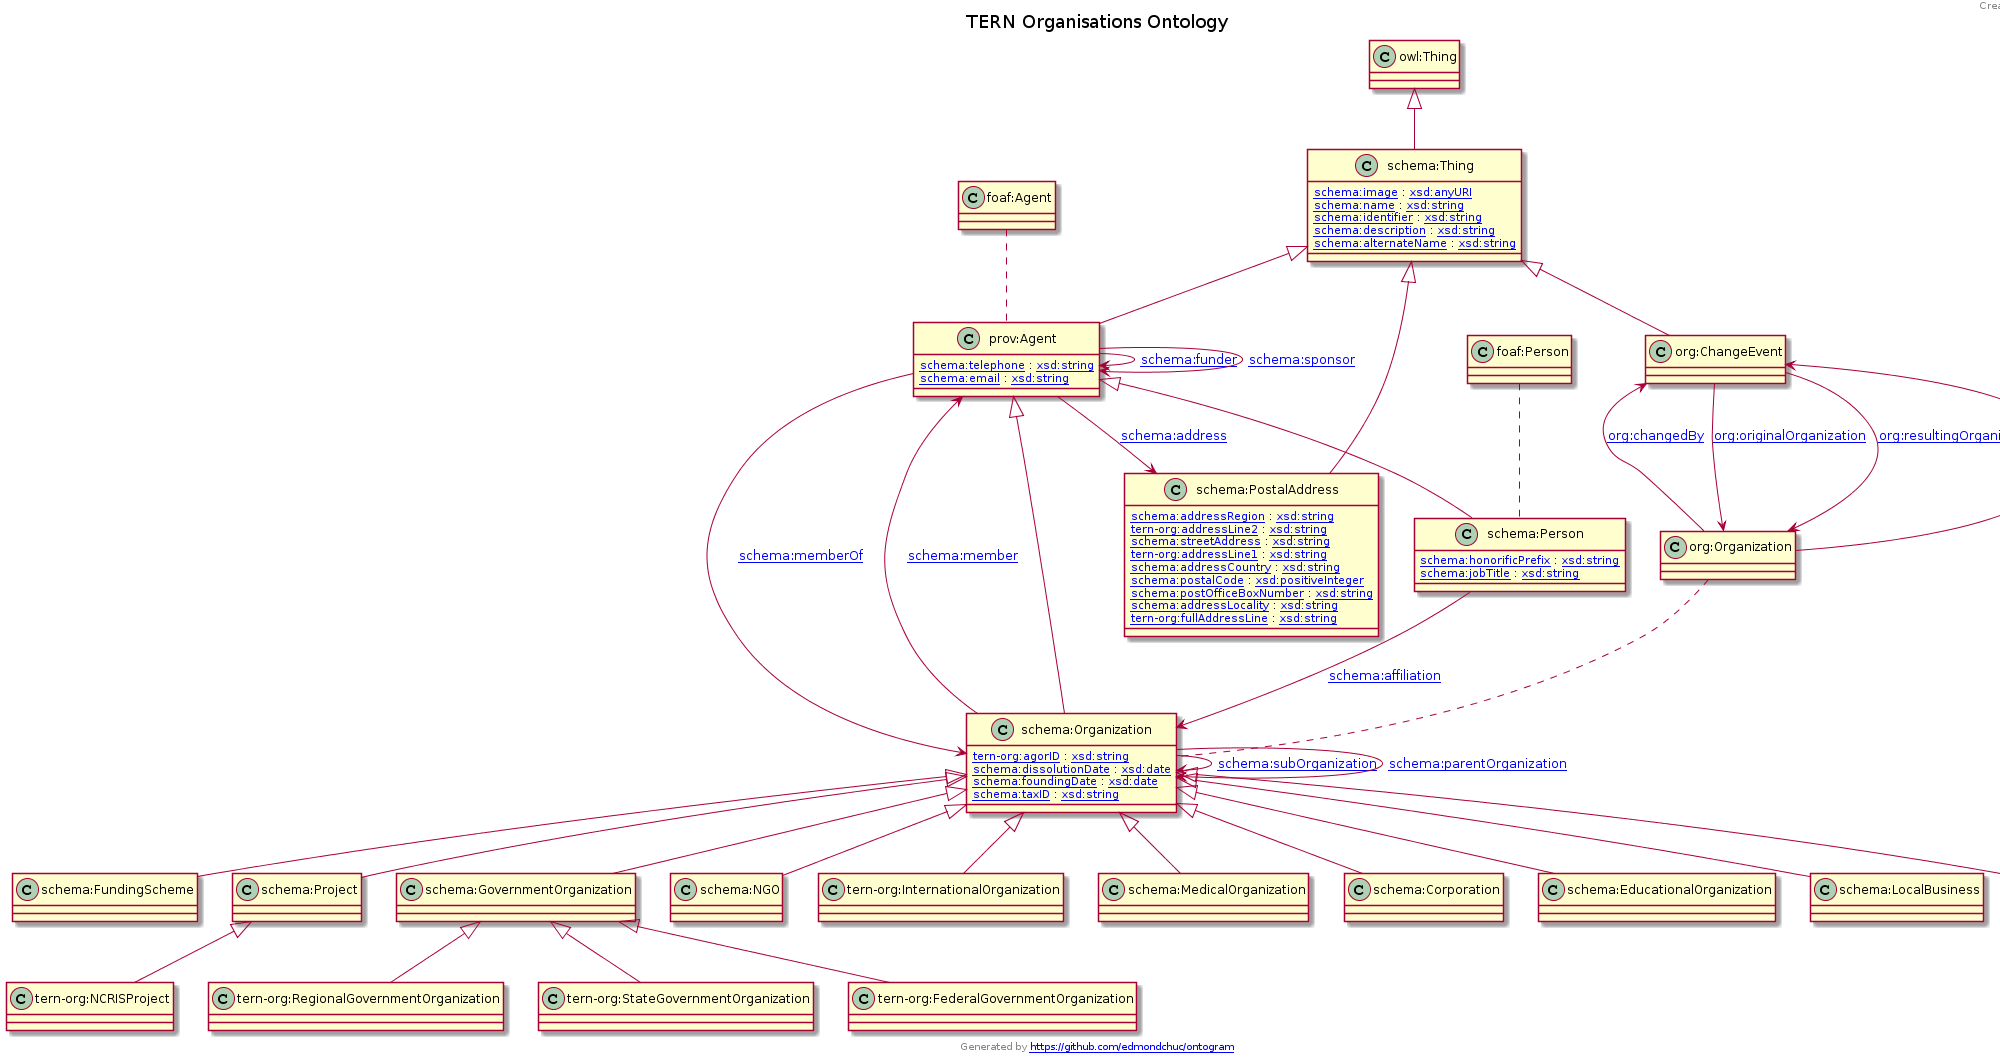 Crea
TERN Organisations Ontology
C owl:Thing
C schema:Thing
schema:image : xsd:anyURI
schema:name : xsd:string
schema:identifier : xsd:string
schema:description : xsd:string
schema:alternateName : xsd:string
C foaf:Agent
C prov:Agent
schema:telephone : xsd:string
schema:email : xsd:string
schema:funder
schema:sponsor
C foaf:Person
C org:ChangeEvent
schema:address
org:changedBy
org:originalOrganization
org:resultingOrgani
C schema:PostalAddress
schema:addressRegion : xsd:string
tern-org:addressLine2 : xsd:string
schema:streetAddress : xsd:string
tern-org:addressLine1 : xsd:string
schema:addressCountry : xsd:string
schema:postalCode : xsd:positiveInteger
schema:postOfficeBoxNumber : xsd:string
schema:addressLocality : xsd:string
tern-org:fullAddressLine : xsd:string
C schema:Person
schema:honorificPrefix : xsd:string
schema:jobTitle : xsd:string
C org:Organization
schema:memberOf
schema:member
schema:affiliation
C schema:Organization
tern-org:agorID : xsd:string
schema:dissolutionDate : xsd:date
schema:foundingDate : xsd:date
schema:taxID : xsd:string
schema:subOrganization
schema:parentOrganization
C schema:FundingScheme
C schema:Project
C schema:GovernmentOrganization
C schema:NGO
C tern-org:InternationalOrganization
C schema:MedicalOrganization
C schema:Corporation
C schema:EducationalOrganization
C schema:LocalBusiness
C tern-org:NCRISProject
C tern-org:RegionalGovernmentOrganization
C tern-org:StateGovernmentOrganization
C tern-org:FederalGovernmentOrganization
Generated by https://github.com/edmondchuc/ontogram